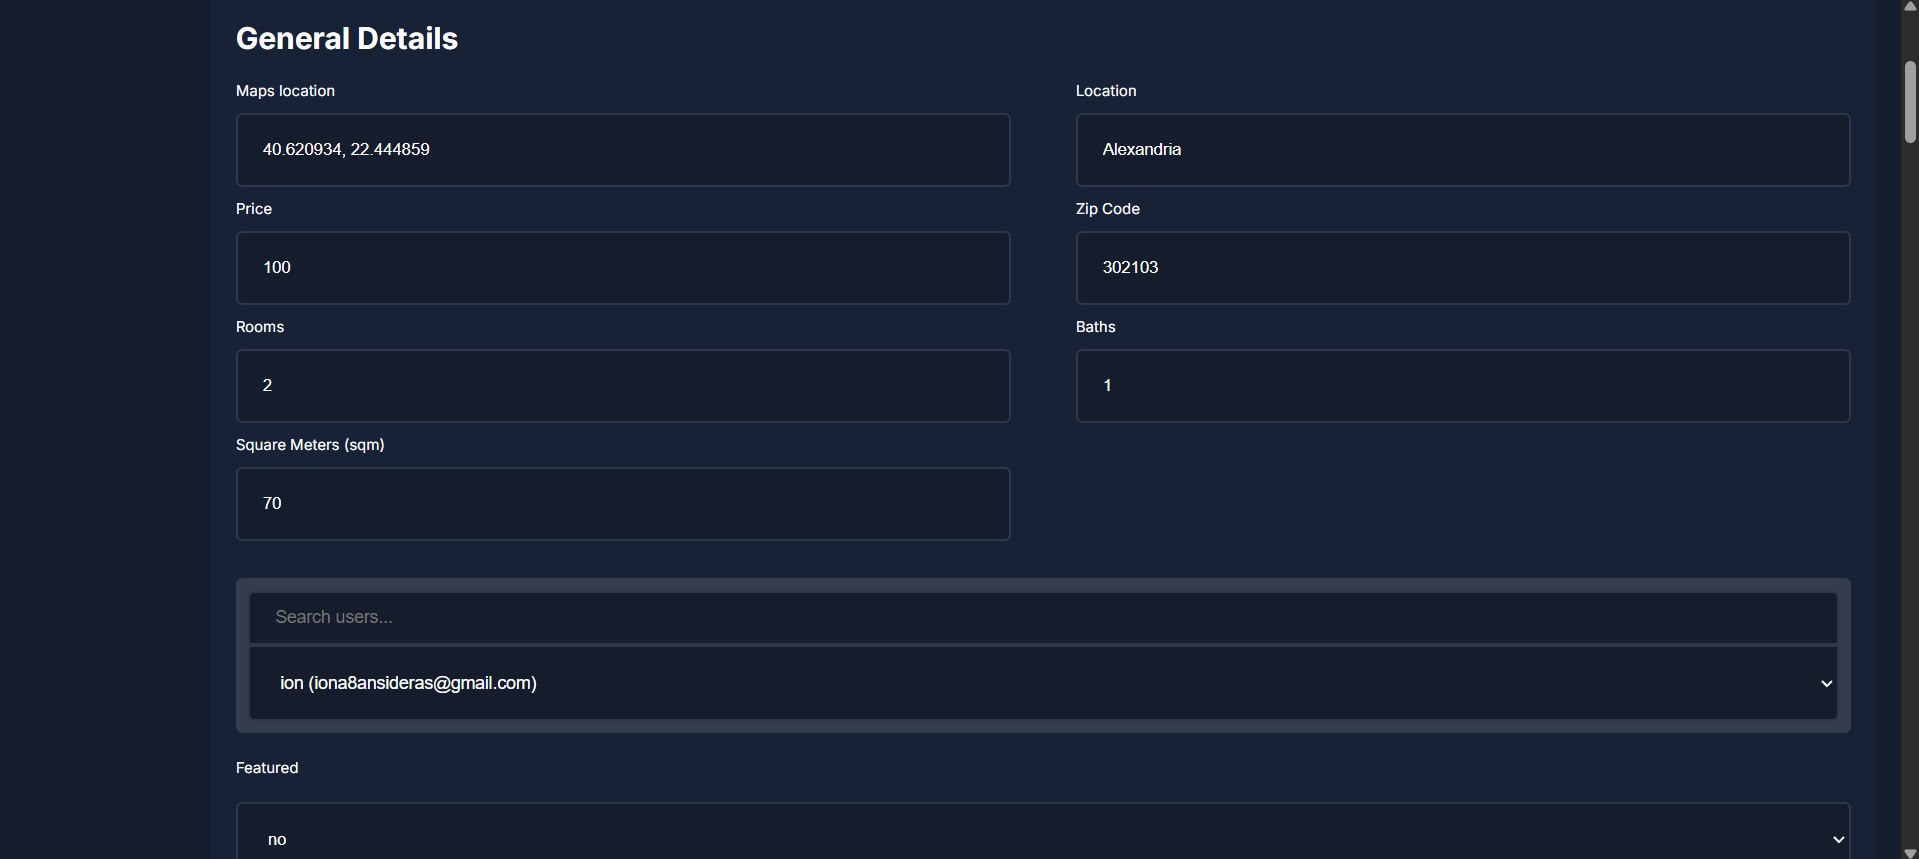 General Details
Maps location
Location
40.620934, 22.444859
Alexandria
Price
Zip Code
100
302103
Rooms
Baths
2
1
Square Meters (sqm)
70
Search users...
ion (iona8ansideras@gmail.com)
Featured
no